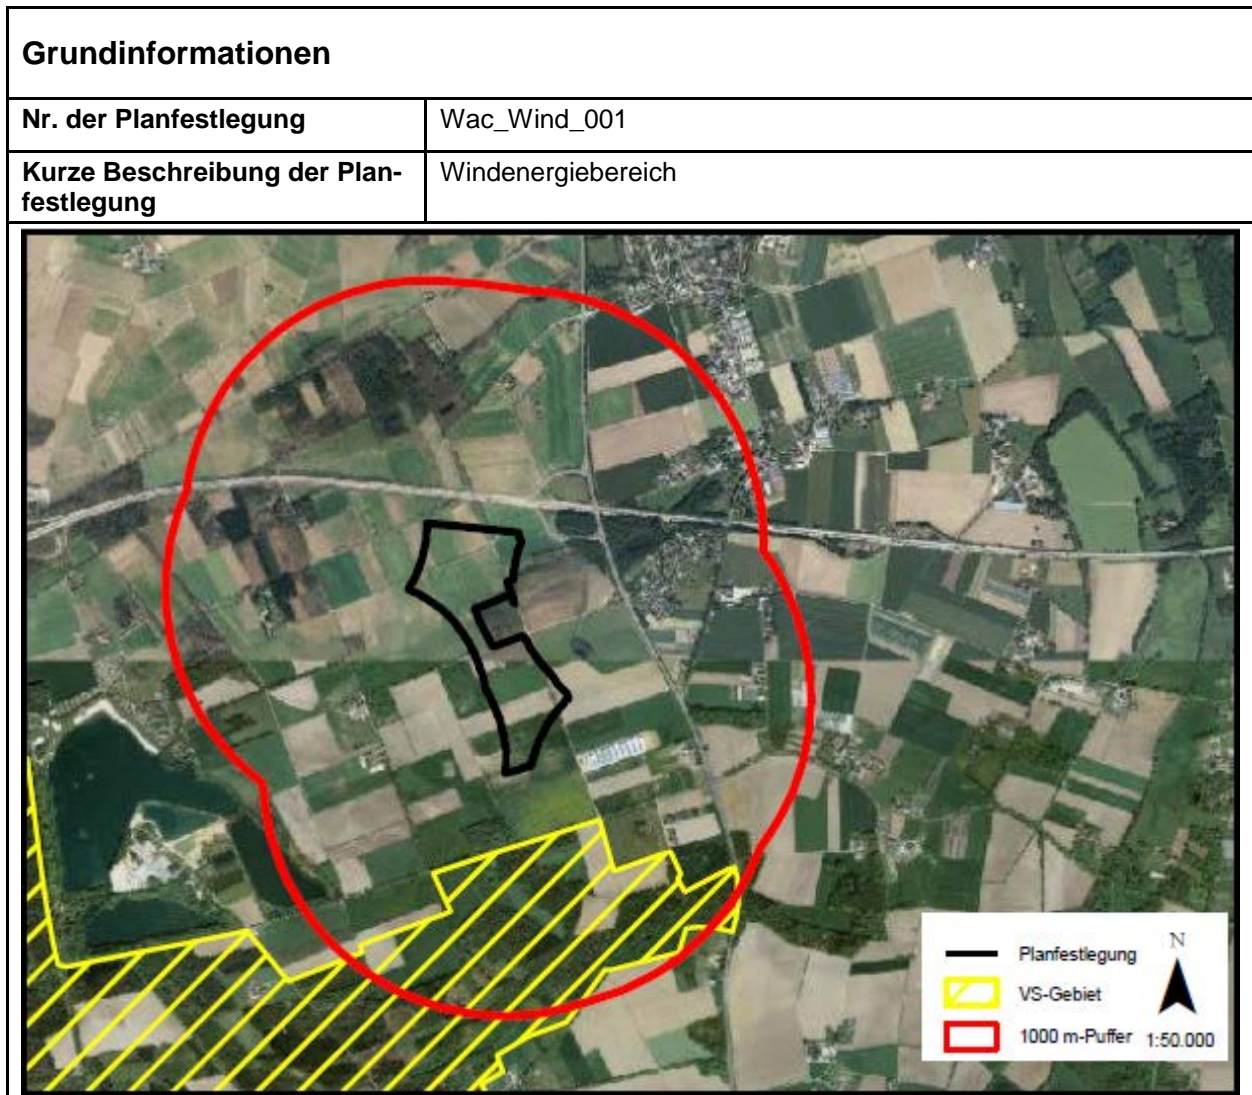 Grundinformationen
Nr. der Planfestlegung
Wac_Wind_001
Kurze Beschreibung der Plan-
festlegung
Windenergiebereich
Planfestlegung
VS-Gebiet
1000 m-Puffer
N
1:50.000